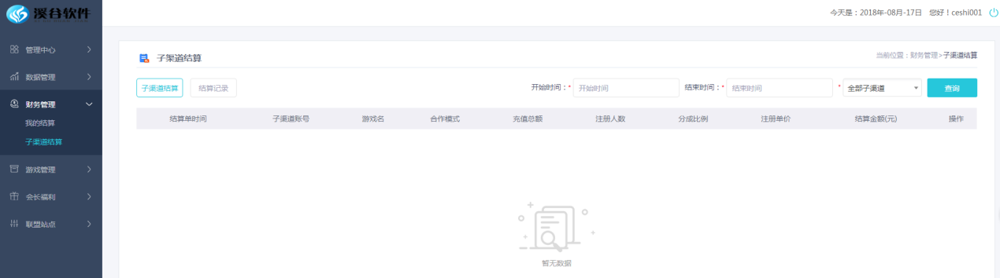 溪谷软件
今天是：2018年-08月-17日 您好！ceshi001
管理中心
数据管理
财务管理
我的结算
子渠道结算
游戏管理
会长福利
联盟站点
子渠道结算
当前位置：财务管理>子渠道结算
子渠道结算 结算记录 开始时间：* 开始时间 结束时间：* 结束时间 * 全部子渠道 查询
结算单时间 子渠道账号 游戏名 合作模式 充值总额 注册人数 分成比例 注册单价 结算金额(元) 操作
暂无数据